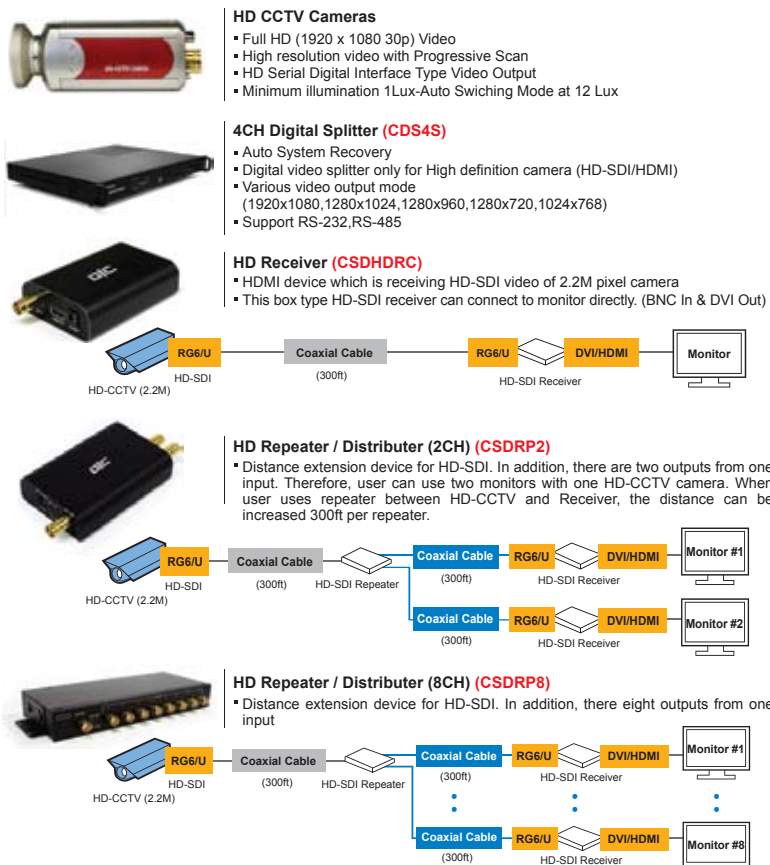 HD CCTV Cameras
▪ Full HD (1920 x 1080 30p) Video
▪ High resolution video with Progressive Scan
▪ HD Serial Digital Interface Type Video Output
▪ Minimum illumination 1Lux-Auto Swiching Mode at 12 Lux
4CH Digital Splitter (CDS4S)
▪ Auto System Recovery
▪ Digital video splitter only for High definition camera (HD-SDI/HDMI)
▪ Various video output mode
(1920x1080,1280x1024,1280x960,1280x720,1024x768)
▪ Support RS-232,RS-485
HD Receiver (CSDHDRC)
▪ HDMI device which is receiving HD-SDI video of 2.2M pixel camera
▪ This box type HD-SDI receiver can connect to monitor directly. (BNC In & DVI Out)
RG6/U Coaxial Cable RG6/U DVI/HDMI Monitor
HD-SDI (300ft) HD-SDI Receiver
HD-CCTV (2.2M)
HD Repeater / Distributer (2CH) (CSDRP2)
▪ Distance extension device for HD-SDI. In addition, there are two outputs from one
input. Therefore, user can use two monitors with one HD-CCTV camera. When
user uses repeater between HD-CCTV and Receiver, the distance can be
increased 300ft per repeater.
Coaxial Cable RG6/U DVI/HDMI Monitor #1
(300ft) HD-SDI Receiver
RG6/U Coaxial Cable
HD-SDI (300ft) HD-SDI Repeater
HD-CCTV (2.2M)
Coaxial Cable RG6/U DVI/HDMI Monitor #2
(300ft) HD-SDI Receiver
HD Repeater / Distributer (8CH) (CSDRP8)
▪ Distance extension device for HD-SDI. In addition, there eight outputs from one
input
Coaxial Cable RG6/U DVI/HDMI Monitor #1
(300ft) HD-SDI Receiver
RG6/U Coaxial Cable
HD-SDI (300ft) HD-SDI Repeater
HD-CCTV (2.2M)
Coaxial Cable RG6/U DVI/HDMI Monitor #8
(300ft) HD-SDI Receiver